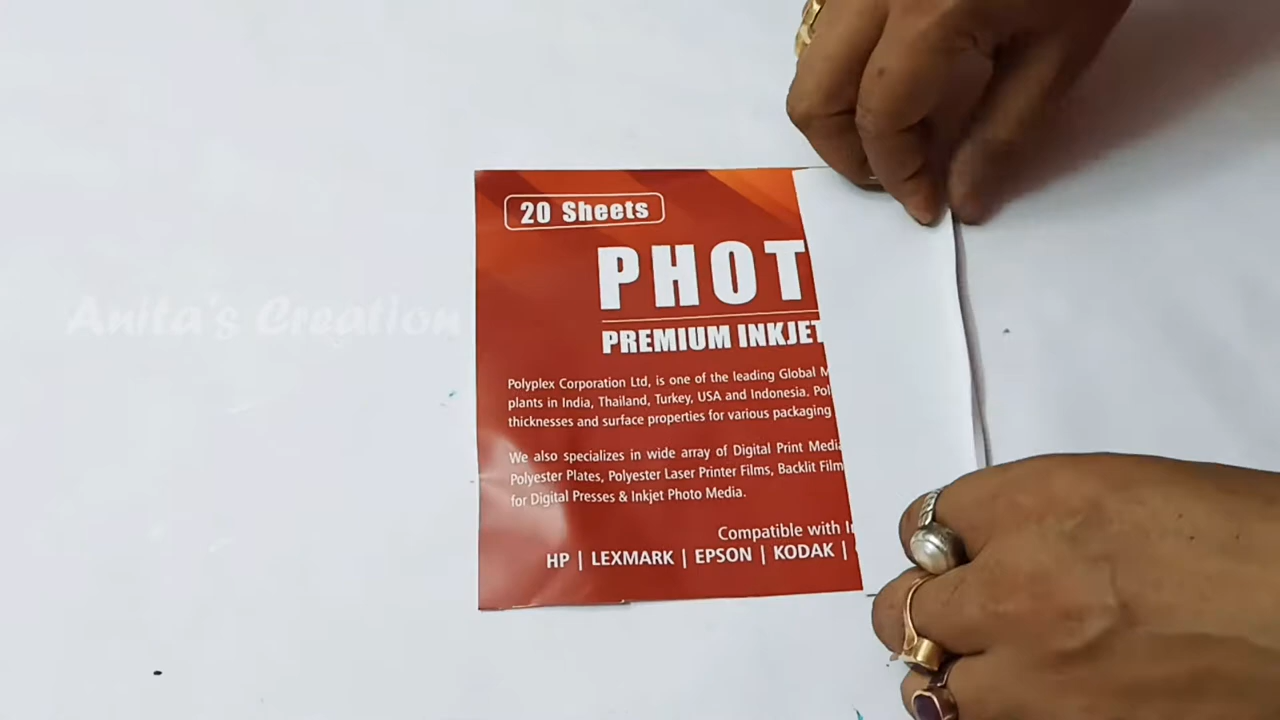 20 Sheets
PHOT
PREMIUM INKJET
Polyplex Corporation Ltd, is one of the leading Global M
plants in India, Thailand, Turkey, USA and Indonesia. Pol
thicknesses and surface properties for various packaging
We also specializes in wide array of Digital Print Media
Polyester Plates, Polyester Laser Printer Films, Backlit Film
for Digital Presses & Inkjet Photo Media.
Compatible with In
HP | LEXMARK | EPSON | KODAK |
Anita's Creation